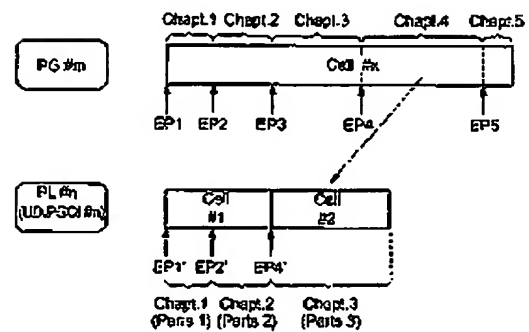 Chapt.1 Chapt.2 Chapt.3 Chapt.4 Chapt.5
PG #m
Cell #k
EP1 EP2 EP3 EP4 EP5
PL #n
(U.D.PGCI #n)
Cell #1
Cell #2
EP1' EP2' EP4'
Chapt.1 Chapt.2 Chapt.3
(Parts 1) (Parts 2) (Parts 3)